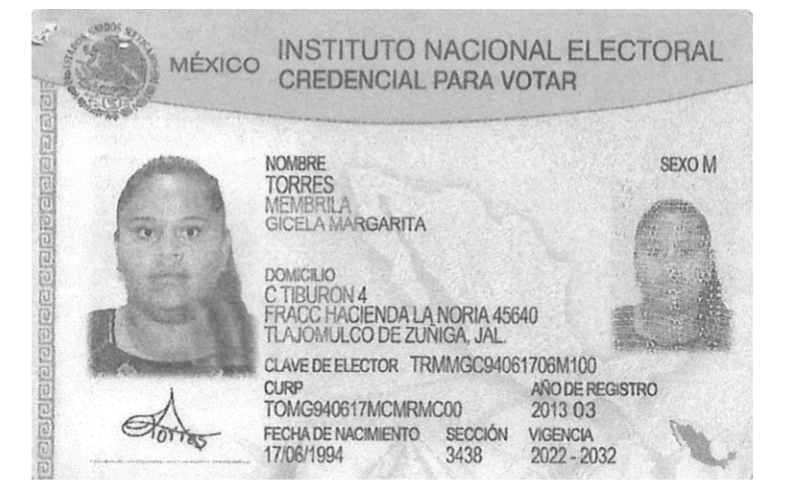 ESTADOS UNIDOS MEXICANOS
MÉXICO
INSTITUTO NACIONAL ELECTORAL
CREDENCIAL PARA VOTAR
NOMBRE
TORRES
MEMBRILA
GICELA MARGARITA
SEXO M
DOMICILIO
C TIBURON 4
FRACC HACIENDA LA NORIA 45640
TLAJOMULCO DE ZUÑIGA, JAL.
CLAVE DE ELECTOR TRMMGC94061706M100
CURP
TOMG940617MCMRMC00
AÑO DE REGISTRO
2013 03
FECHA DE NACIMIENTO
17/06/1994
SECCIÓN
3438
VIGENCIA
2022 - 2032
Torres